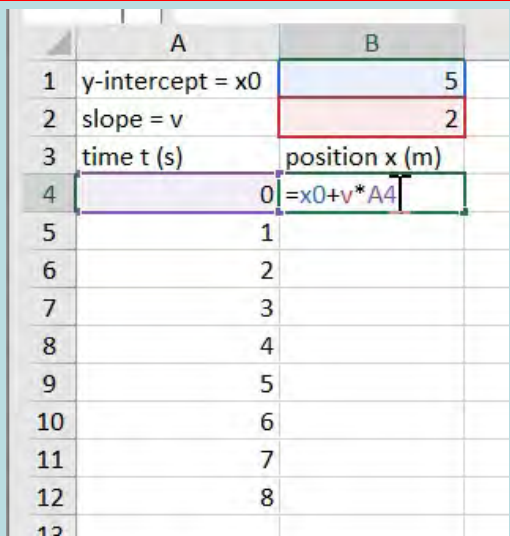 A B
1 y-intercept = x0 5
2 slope = v 2
3 time t (s) position x (m)
4 0 =x0+v*A4
5 1
6 2
7 3
8 4
9 5
10 6
11 7
12 8
13